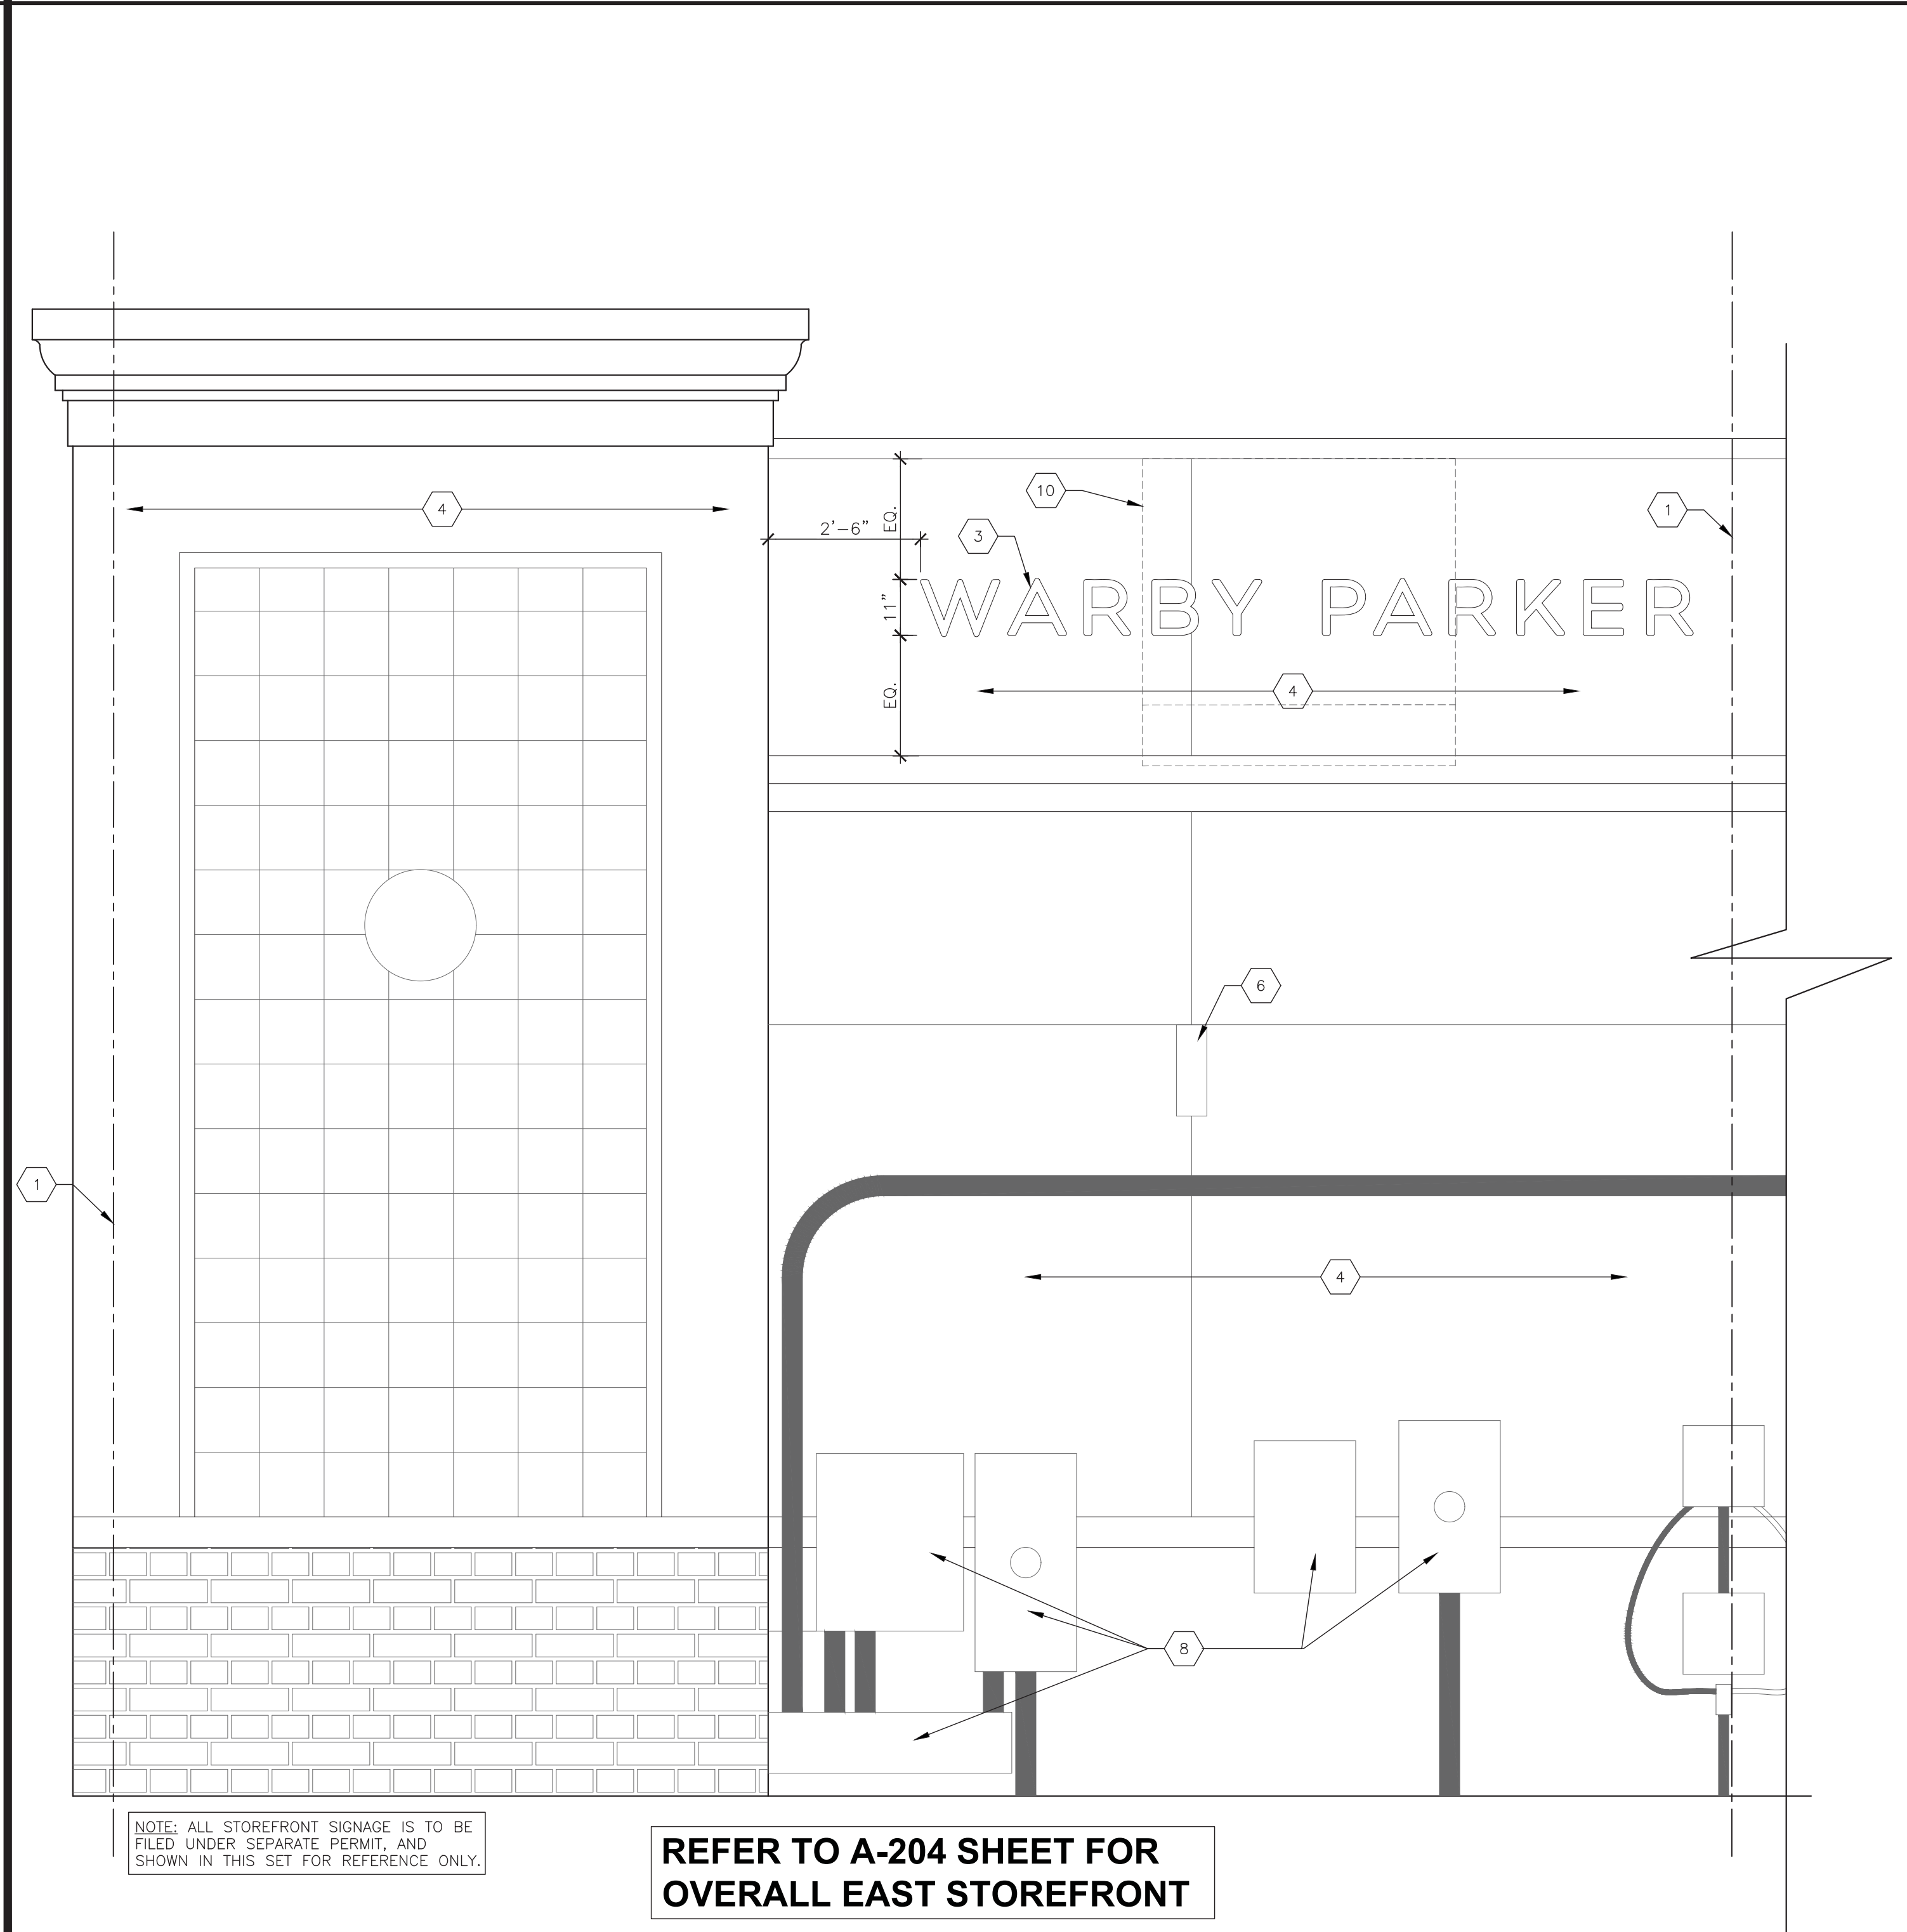 4
10
1
2'-6"
EQ.
3
11"
WARBY PARKER
EQ.
4
6
1
4
8
NOTE: ALL STOREFRONT SIGNAGE IS TO BE
FILED UNDER SEPARATE PERMIT, AND
SHOWN IN THIS SET FOR REFERENCE ONLY.
REFER TO A-204 SHEET FOR
OVERALL EAST STOREFRONT